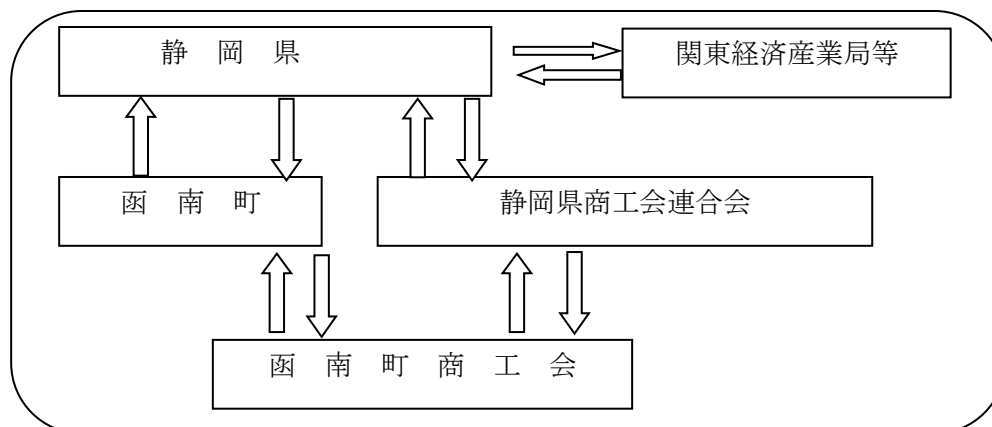 静岡県
関東経済産業局等
函南町
静岡県商工会連合会
函南町商工会